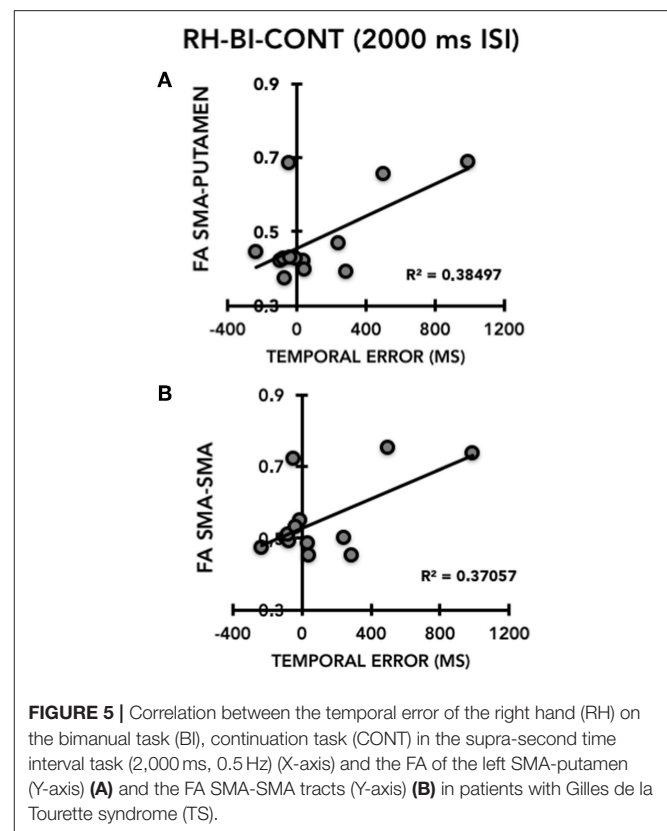 RH-BI-CONT (2000 ms ISI)
A
FA SMA-PUTAMEN
0.9
0.7
0.5
0.3
R² = 0.38497
-400 0 400 800 1200
TEMPORAL ERROR (MS)
B
FA SMA-SMA
0.9
0.7
0.5
0.3
R² = 0.37057
-400 0 400 800 1200
TEMPORAL ERROR (MS)
FIGURE 5 | Correlation between the temporal error of the right hand (RH) on
the bimanual task (BI), continuation task (CONT) in the supra-second time
interval task (2,000 ms, 0.5 Hz) (X-axis) and the FA of the left SMA-putamen
(Y-axis) (A) and the FA SMA-SMA tracts (Y-axis) (B) in patients with Gilles de la
Tourette syndrome (TS).